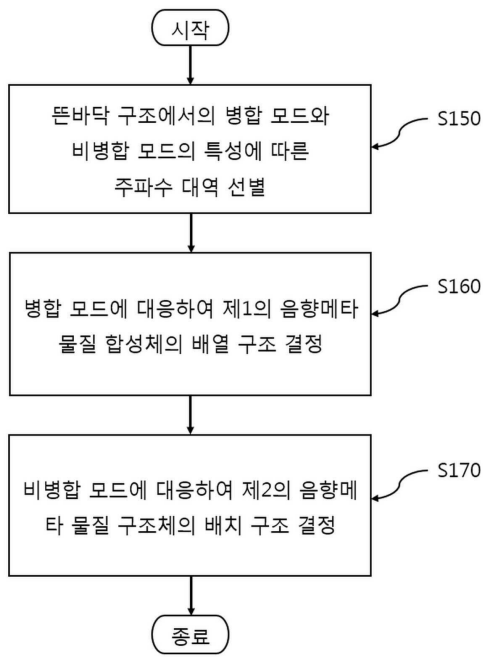 시작
뜬바닥 구조에서의 병합 모드와
비병합 모드의 특성에 따른
주파수 대역 선별
S150
병합 모드에 대응하여 제1의 음향메타
물질 합성체의 배열 구조 결정
S160
비병합 모드에 대응하여 제2의 음향메
타 물질 구조체의 배치 구조 결정
S170
종료